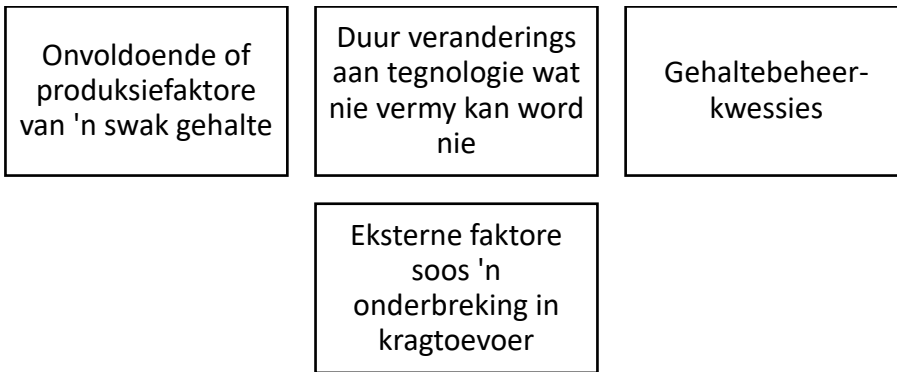 Onvoldoende of
produksiefaktore
van 'n swak gehalte
Duur veranderings
aan tegnologie wat
nie vermy kan word
nie
Gehaltebeheer-
kwessies
Eksterne faktore
soos 'n
onderbreking in
kragtoevoer